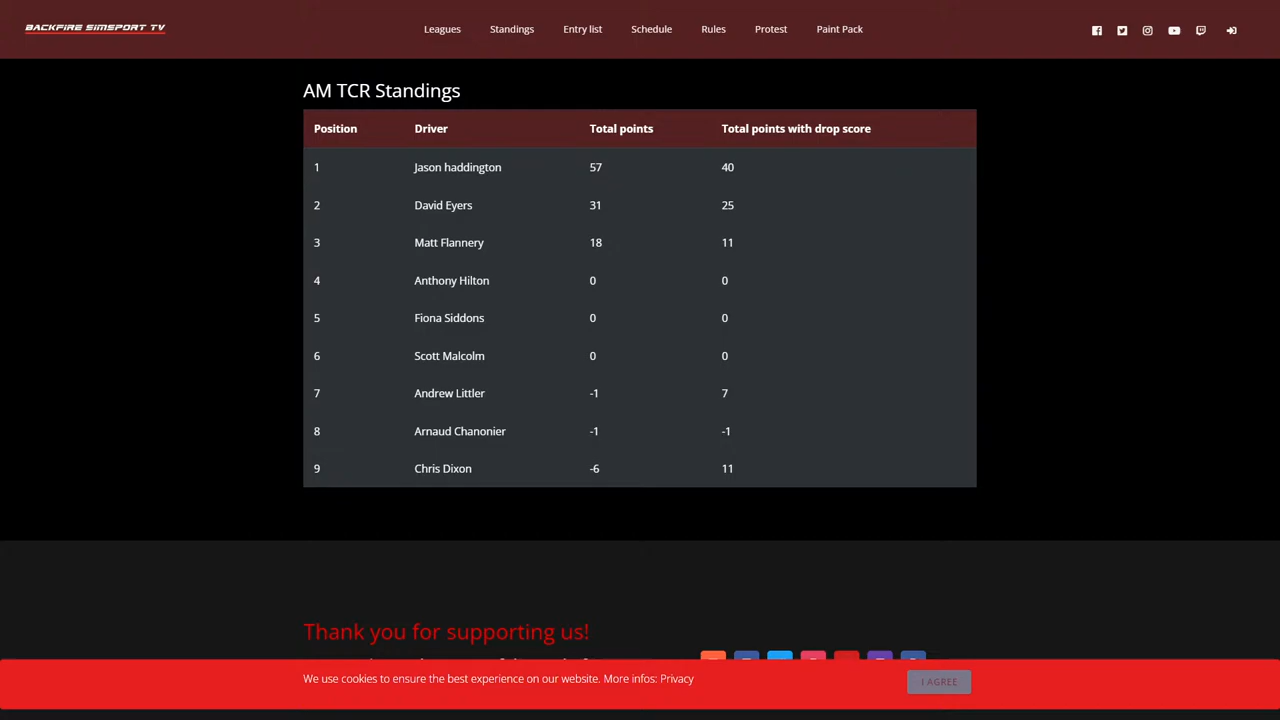 BACKFIRE SIMSPORT TV
Leagues Standings Entry list Schedule Rules Protest Paint Pack
AM TCR Standings
Position Driver Total points Total points with drop score
1 Jason haddington 57 40
2 David Eyers 31 25
3 Matt Flannery 18 11
4 Anthony Hilton 0 0
5 Fiona Siddons 0 0
6 Scott Malcolm 0 0
7 Andrew Littler -1 7
8 Arnaud Chanonier -1 -1
9 Chris Dixon -6 11
Thank you for supporting us!
We use cookies to ensure the best experience on our website. More infos: Privacy
I AGREE